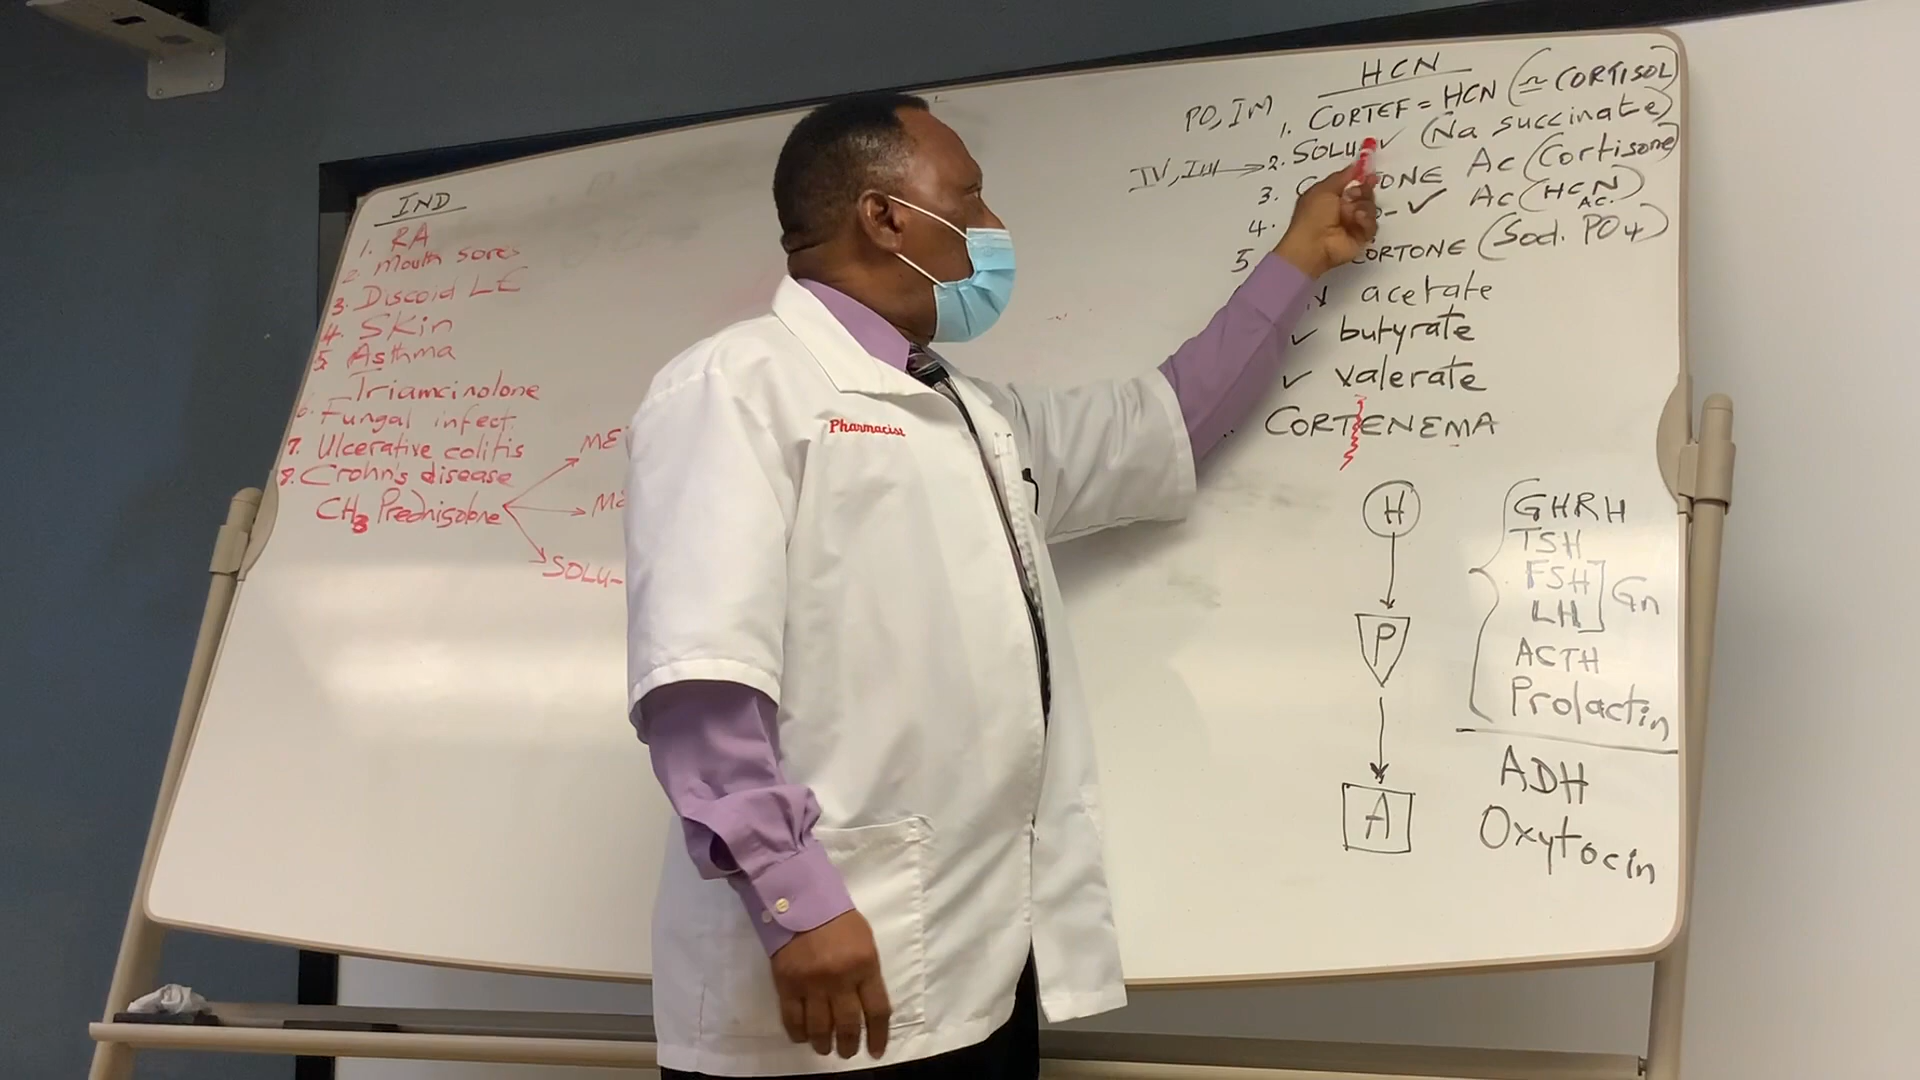 IND
1. RA
2. Mouth sores
3. Discoid LE
4. Skin
5 Asthma
Triamcinolone
6. Fungal infect.
7. Ulcerative colitis
8. Crohn's disease
CH3 Prednisolone
SOLU-
Pharmacist
HCN
PO, IM 1. CORTEF = HCN (≃ CORTISOL)
IV, IM → 2. SOLU- ✓ (Na succinate)
3. ONE Ac (Cortisone)
4. - ✓ Ac (HCN Ac.)
5 CORTONE (Sod. PO4)
acetate
✓ butyrate
✓ valerate
CORTENEMA
H
P
A
GHRH
TSH
FSH
LH
Gn
ACTH
Prolactin
ADH
Oxytocin